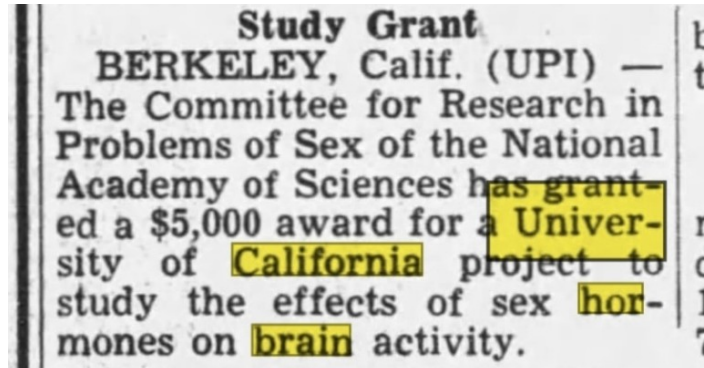 Study Grant
BERKELEY, Calif. (UPI) —
The Committee for Research in
Problems of Sex of the National
Academy of Sciences has grant-
ed a $5,000 award for a Univer-
sity of California project to
study the effects of sex hor-
mones on brain activity.